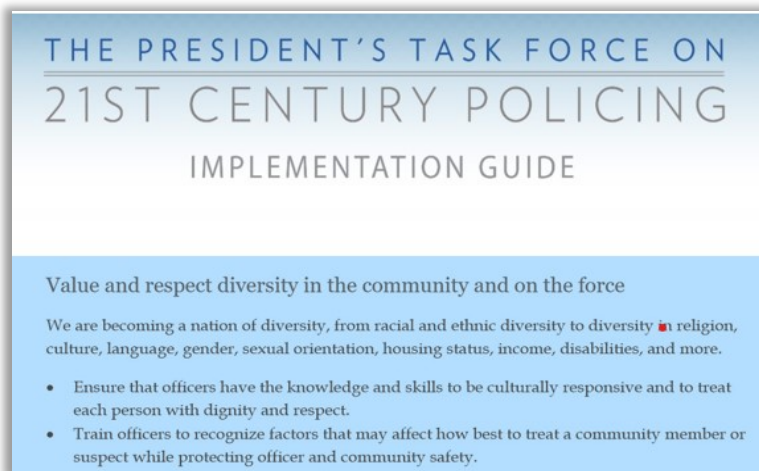 THE PRESIDENT'S TASK FORCE ON
21ST CENTURY POLICING
IMPLEMENTATION GUIDE
Value and respect diversity in the community and on the force
We are becoming a nation of diversity, from racial and ethnic diversity to diversity in religion,
culture, language, gender, sexual orientation, housing status, income, disabilities, and more.
• Ensure that officers have the knowledge and skills to be culturally responsive and to treat
each person with dignity and respect.
• Train officers to recognize factors that may affect how best to treat a community member or
suspect while protecting officer and community safety.